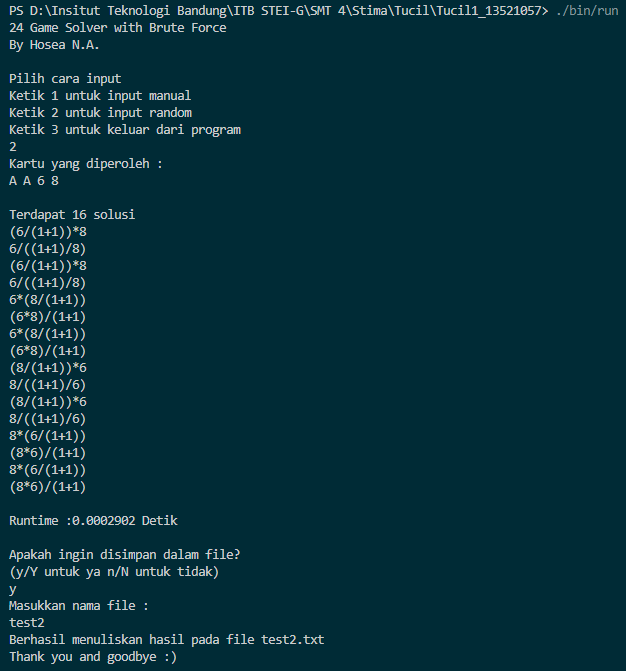 PS D:\Insitut Teknologi Bandung\ITB STEI-G\SMT 4\Stima\Tucil\Tucil1_13521057> ./bin/run
24 Game Solver with Brute Force
By Hosea N.A.
Pilih cara input
Ketik 1 untuk input manual
Ketik 2 untuk input random
Ketik 3 untuk keluar dari program
2
Kartu yang diperoleh :
A A 6 8
Terdapat 16 solusi
(6/(1+1))*8
6/((1+1)/8)
(6/(1+1))*8
6/((1+1)/8)
6*(8/(1+1))
(6*8)/(1+1)
6*(8/(1+1))
(6*8)/(1+1)
(8/(1+1))*6
8/((1+1)/6)
(8/(1+1))*6
8/((1+1)/6)
8*(6/(1+1))
(8*6)/(1+1)
8*(6/(1+1))
(8*6)/(1+1)
Runtime :0.0002902 Detik
Apakah ingin disimpan dalam file?
(y/Y untuk ya n/N untuk tidak)
y
Masukkan nama file :
test2
Berhasil menuliskan hasil pada file test2.txt
Thank you and goodbye :)